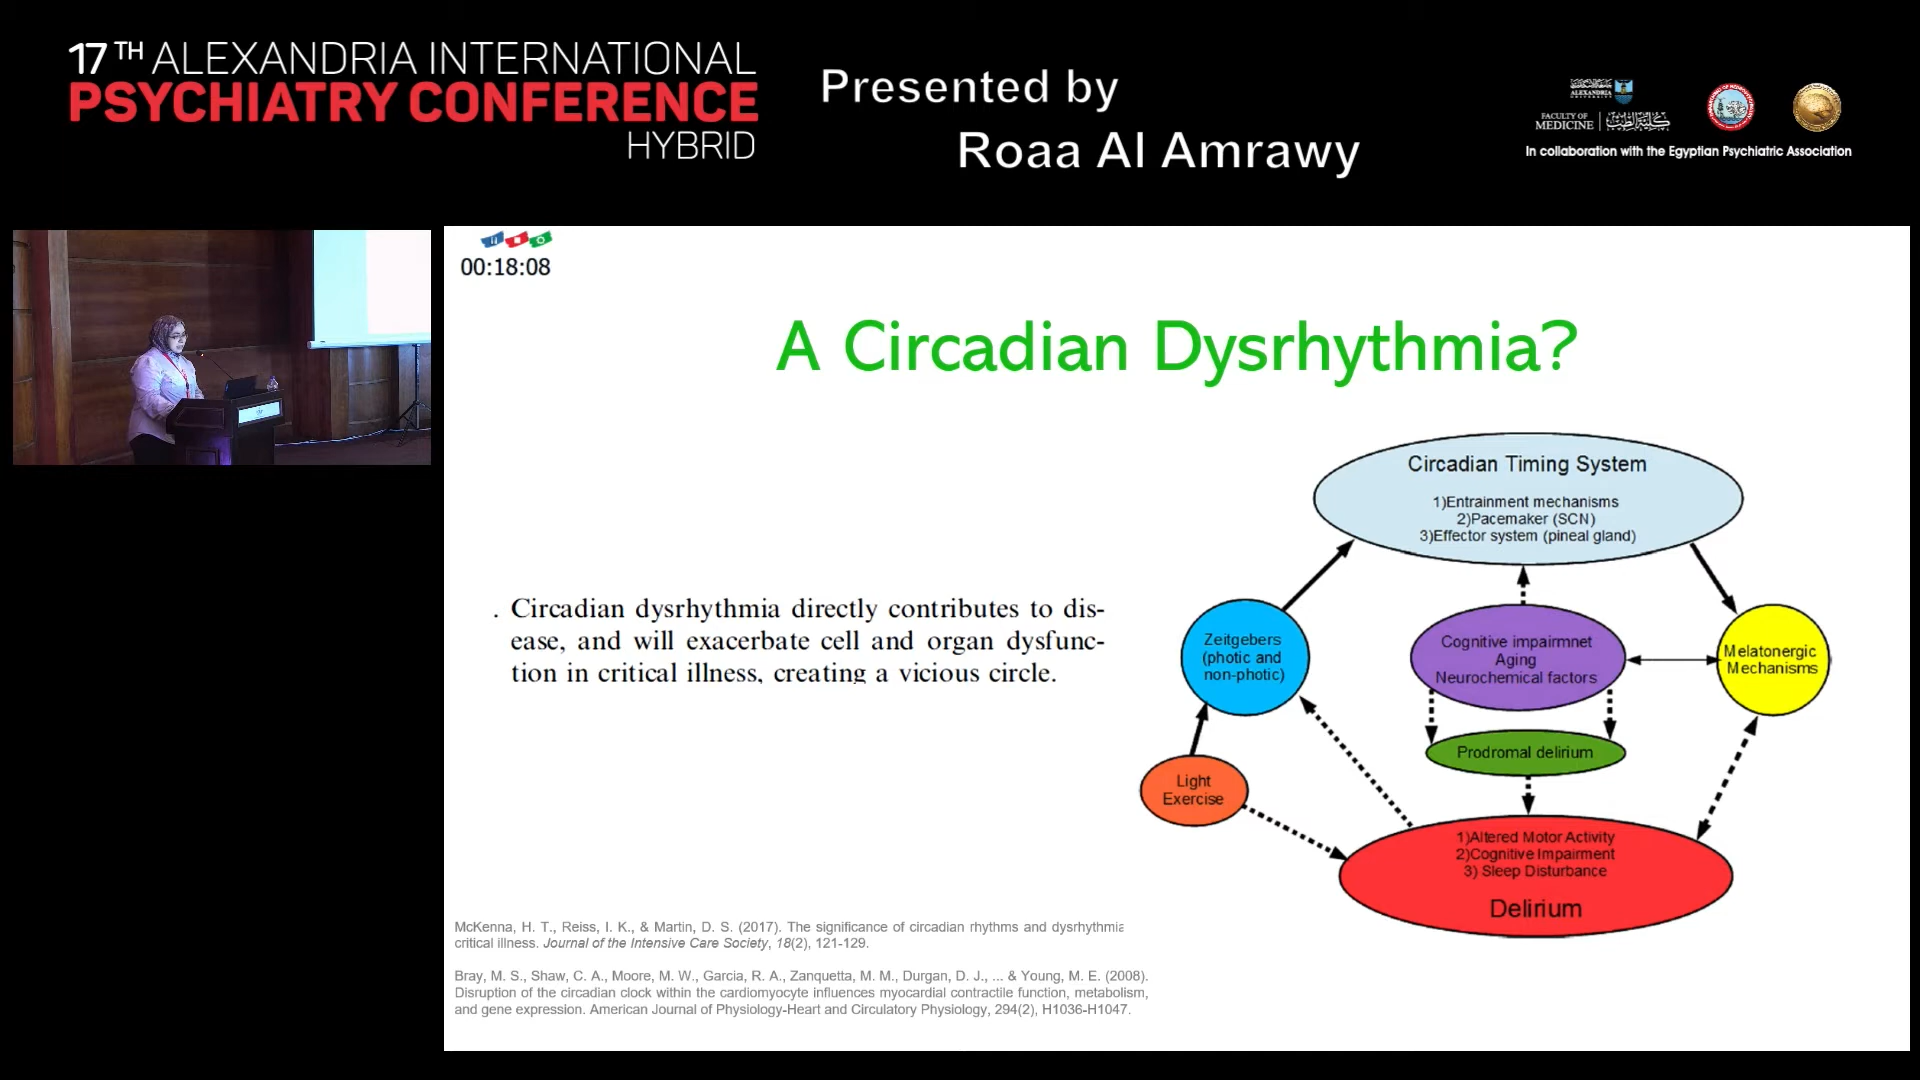 17TH ALEXANDRIA INTERNATIONAL
PSYCHIATRY CONFERENCE
HYBRID
Presented by
Roaa Al Amrawy
ALEXANDRIA
FACULTY OF
MEDICINE
كلية الطب
In collaboration with the Egyptian Psychiatric Association
00:18:08
A Circadian Dysrhythmia?
. Circadian dysrhythmia directly contributes to dis-
ease, and will exacerbate cell and organ dysfunc-
tion in critical illness, creating a vicious circle.
Circadian Timing System
1)Entrainment mechanisms
2)Pacemaker (SCN)
3)Effector system (pineal gland)
Zeitgebers
(photic and
non-photic)
Cognitive impairmnet
Aging
Neurochemical factors
Melatonergic
Mechanisms
Prodromal delirium
Light
Exercise
1)Altered Motor Activity
2)Cognitive Impairment
3) Sleep Disturbance
Delirium
McKenna, H. T., Reiss, I. K., & Martin, D. S. (2017). The significance of circadian rhythms and dysrhythmia
critical illness. Journal of the Intensive Care Society, 18(2), 121-129.
Bray, M. S., Shaw, C. A., Moore, M. W., Garcia, R. A., Zanquetta, M. M., Durgan, D. J., ... & Young, M. E. (2008).
Disruption of the circadian clock within the cardiomyocyte influences myocardial contractile function, metabolism,
and gene expression. American Journal of Physiology-Heart and Circulatory Physiology, 294(2), H1036-H1047.